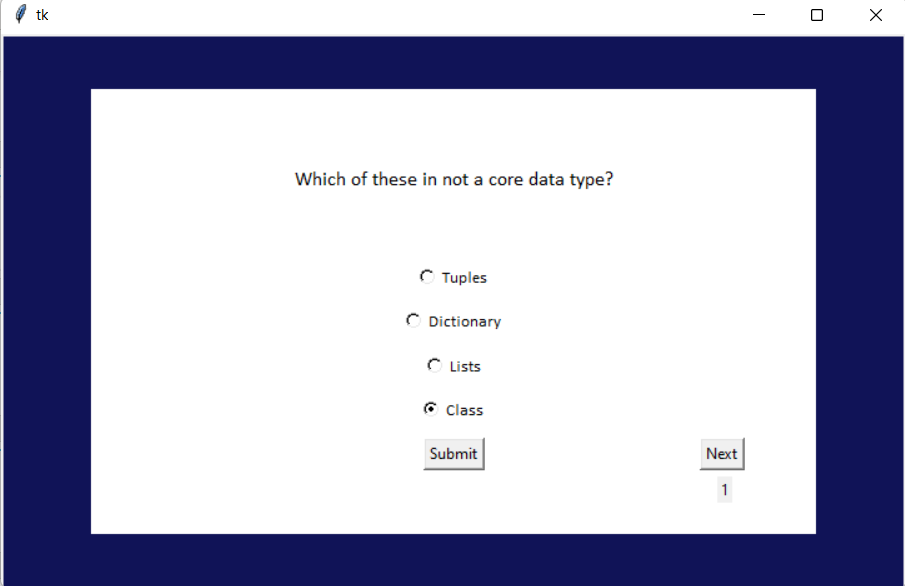 tk
Which of these in not a core data type?
Tuples
Dictionary
Lists
Class
Submit
Next
1